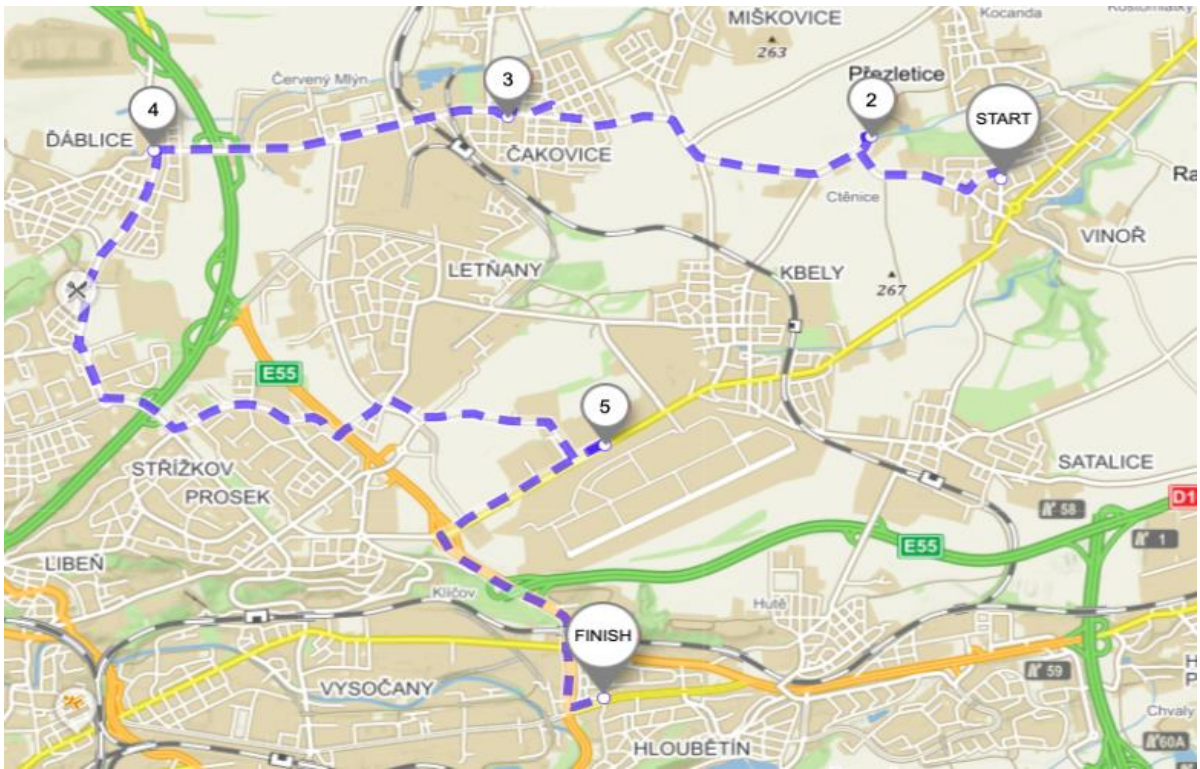 MIŠKOVICE
Kocanda
263
Červený Mlýn
Přezletice
3
2
4
START
ĎÁBLICE
ČAKOVICE
Ctěnice
Ra
VINOŘ
LETŇANY
KBELY
267
E55
5
STŘÍŽKOV
PROSEK
SATALICE
D1
58
1
E55
LIBEŇ
Klíčov
Hutě
FINISH
VYSOČANY
59
H
P
Chvaly
60A
HLOUBĚTÍN